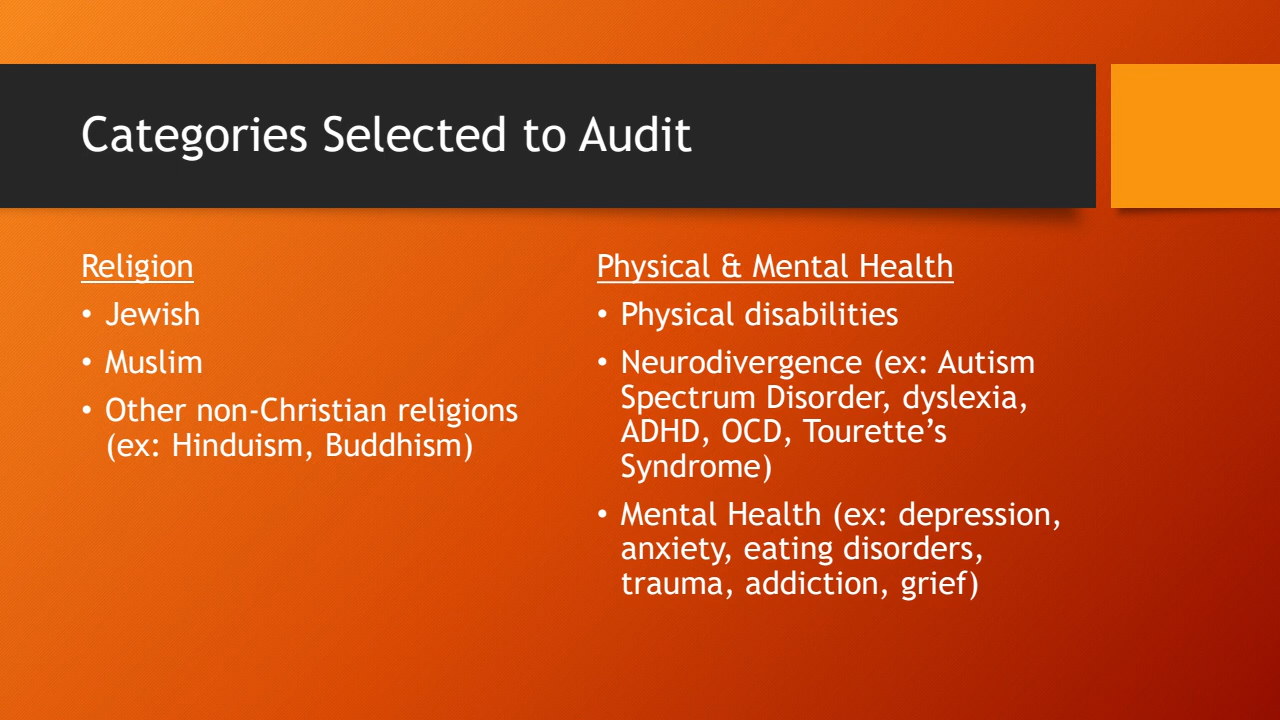 Categories Selected to Audit
Religion
• Jewish
• Muslim
• Other non-Christian religions
(ex: Hinduism, Buddhism)
Physical & Mental Health
• Physical disabilities
• Neurodivergence (ex: Autism
Spectrum Disorder, dyslexia,
ADHD, OCD, Tourette’s
Syndrome)
• Mental Health (ex: depression,
anxiety, eating disorders,
trauma, addiction, grief)